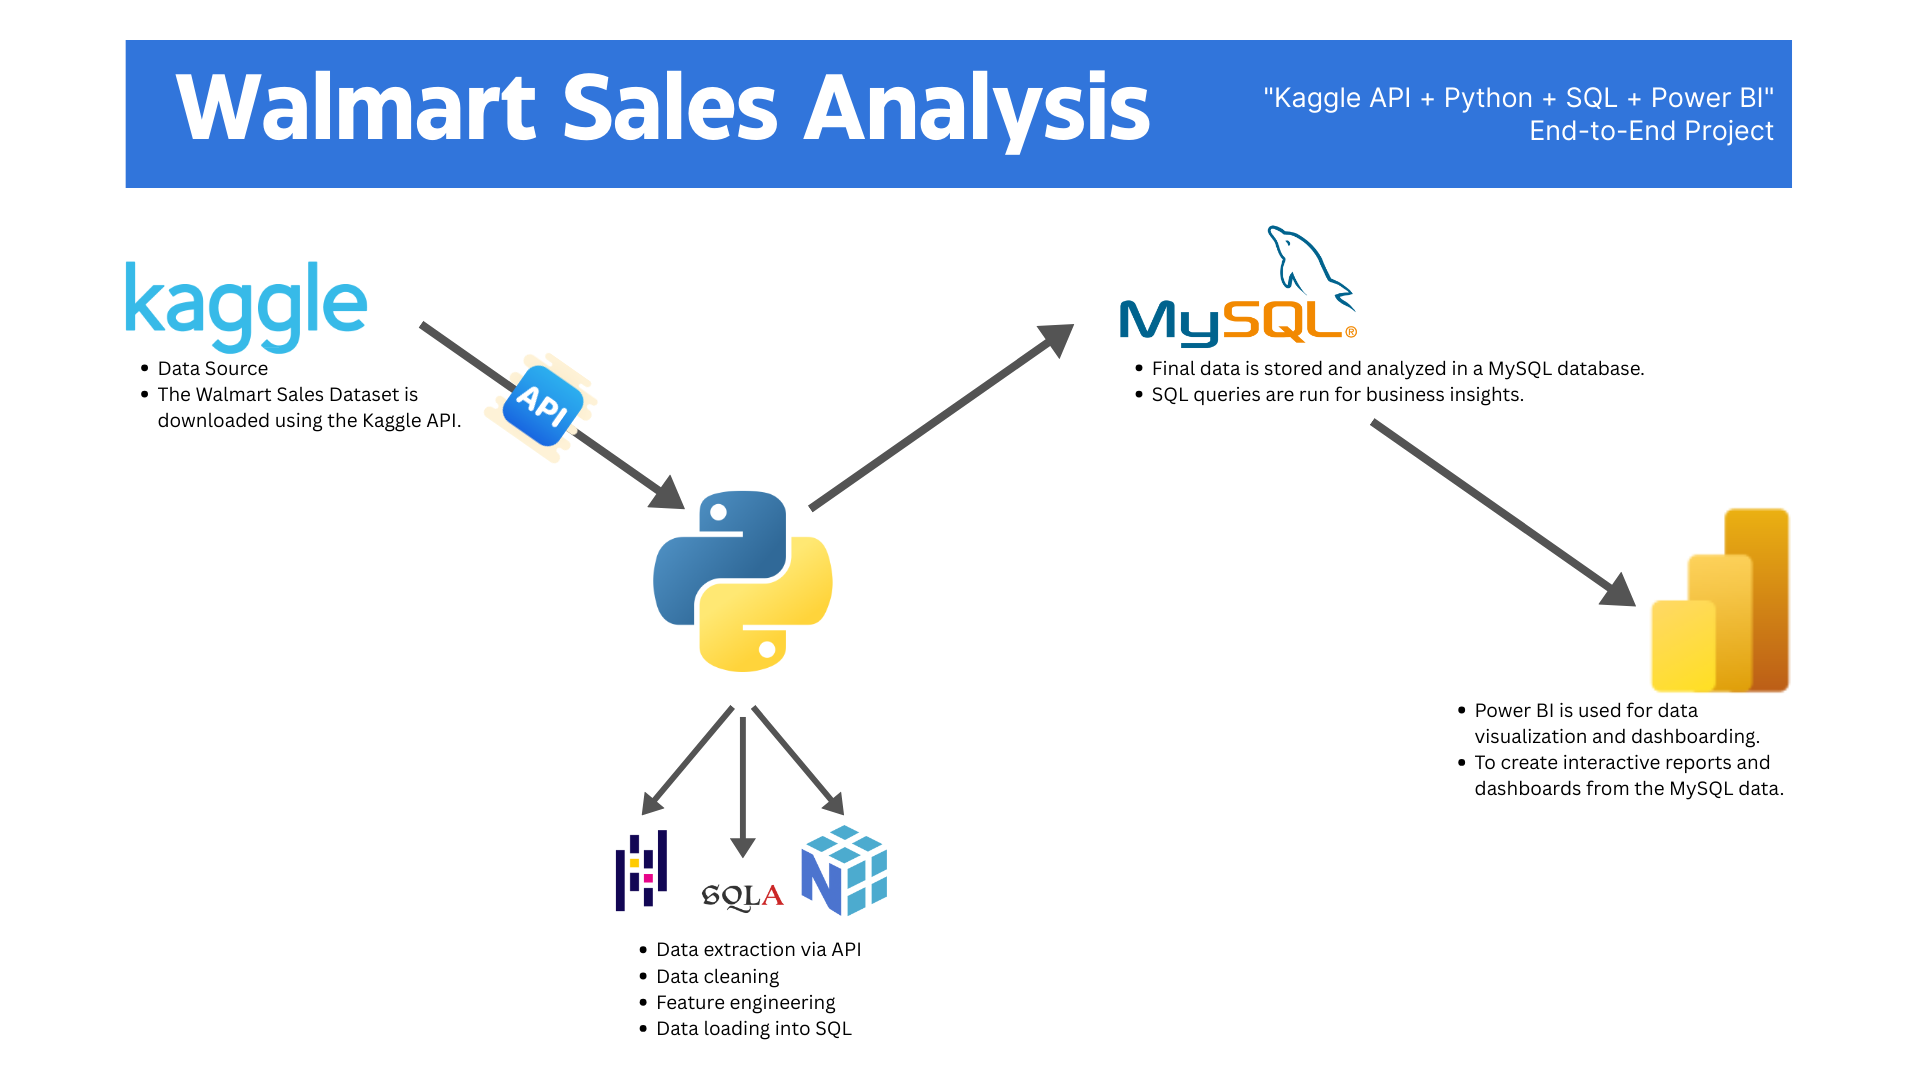 Walmart Sales Analysis
"Kaggle API + Python + SQL + Power BI"
End-to-End Project
kaggle
• Data Source
• The Walmart Sales Dataset is
downloaded using the Kaggle API.
API
MySQL®
• Final data is stored and analyzed in a MySQL database.
• SQL queries are run for business insights.
• Power BI is used for data
visualization and dashboarding.
• To create interactive reports and
dashboards from the MySQL data.
SQLA
N
• Data extraction via API
• Data cleaning
• Feature engineering
• Data loading into SQL